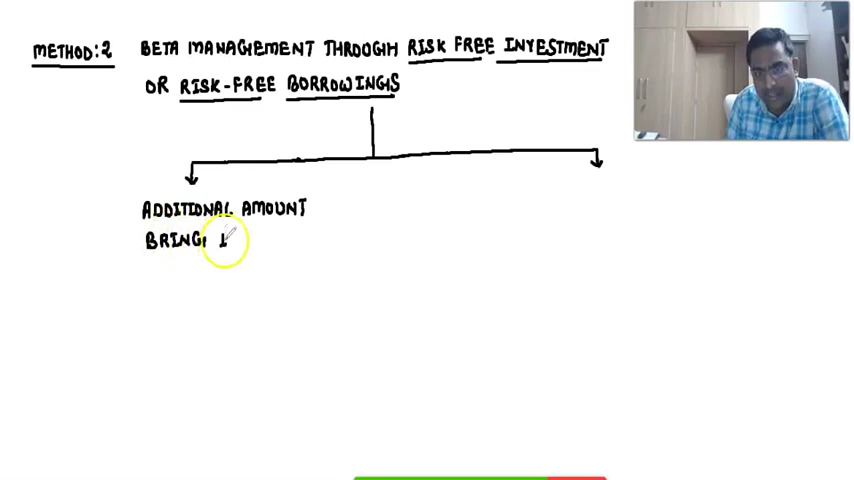 METHOD:2 BETA MANAGEMENT THROUGH RISK FREE INVESTMENT
OR RISK-FREE BORROWINGS
ADDITIONAL AMOUNT
BRING I